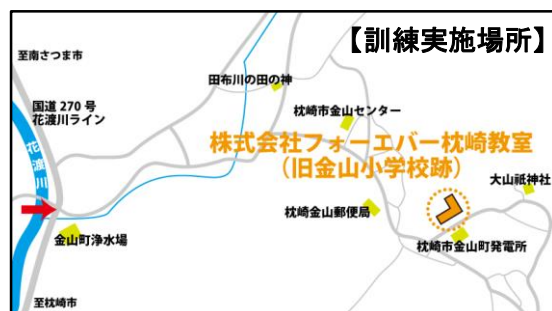 【訓練実施場所】
至南さつま市
田布川の田の神
国道270号
花渡川ライン
枕崎市金山センター
株式会社フォーエバー枕崎教室
(旧金山小学校跡)
花渡川
大山祇神社
枕崎金山郵便局
金山町浄水場
枕崎市金山町発電所
至枕崎市